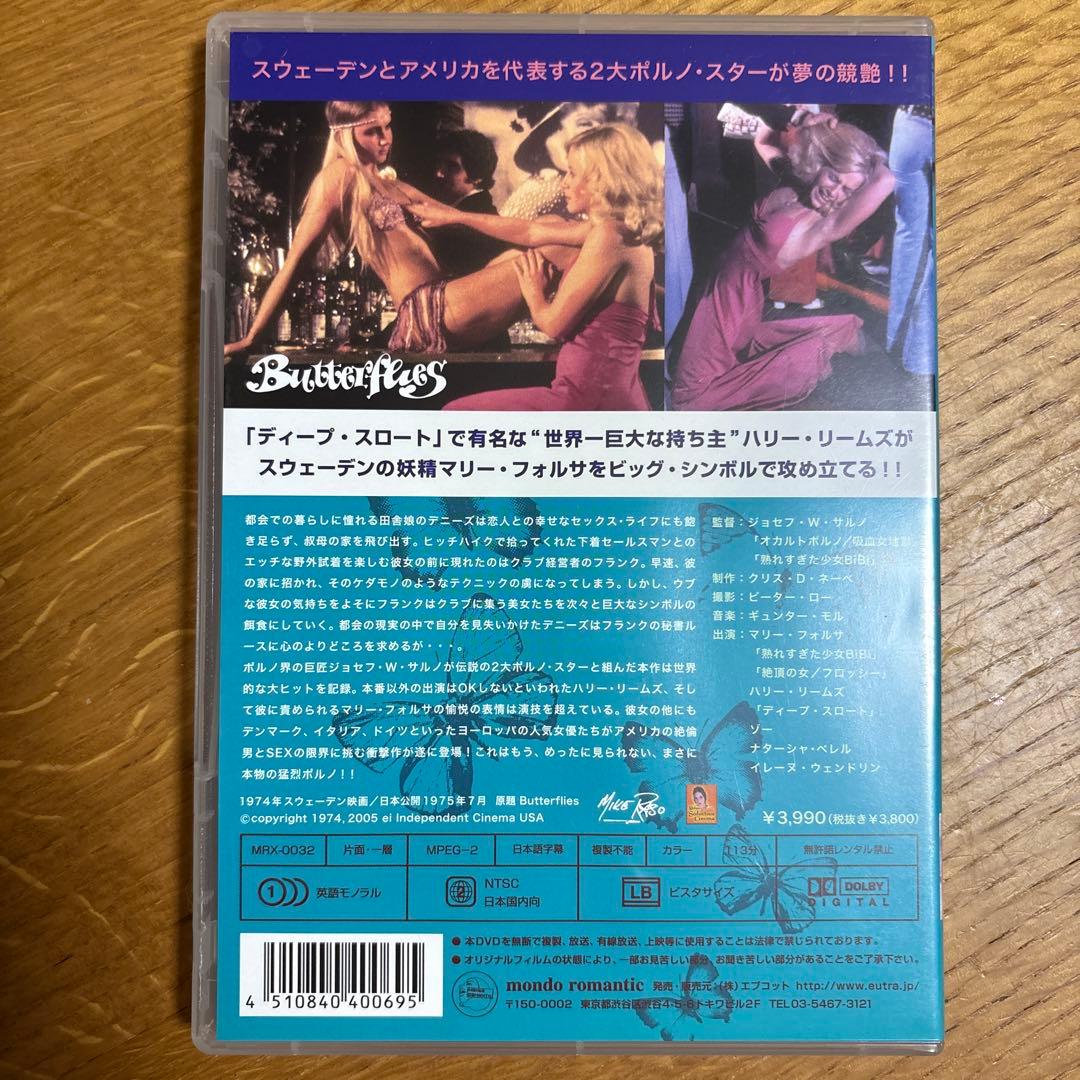 スウェーデンとアメリカを代表する2大ポルノ・スターが夢の競艶!!
Butterflies
「ディープ・スロート」で有名な“世界一巨大な持ち主”ハリー・リームズが
スウェーデンの妖精マリー・フォルサをビッグ・シンボルで攻め立てる!!
都会での暮らしに憧れる田舎娘のデニーズは恋人との幸せなセックス・ライフにも飽
き足らず、叔母の家を飛び出す。ヒッチハイクで拾ってくれた下着セールスマンとの
エッチな野外試着を楽しむ彼女の前に現れたのはクラブ経営者のフランク。早速、彼
の家に招かれ、そのケダモノのようなテクニックの虜になってしまう。しかし、ウブ
な彼女の気持ちをよそにフランクはクラブに集う美女たちを次々と巨大なシンボルの
餌食にしていく。都会の現実の中で自分を見失いかけたデニーズはフランクの秘書ル
ースに心のよりどころを求めるが・・・。
ポルノ界の巨匠ジョセフ・W・サルノが伝説の2大ポルノ・スターと組んだ本作は世界
的な大ヒットを記録。本番以外の出演はOKしないといわれたハリー・リームズ、そし
て彼に責められるマリー・フォルサの愉悦の表情は演技を超えている。彼女の他にも
デンマーク、イタリア、ドイツといったヨーロッパの人気女優たちがアメリカの絶倫
男とSEXの限界に挑む衝撃作が遂に登場!これはもう、めったに見られない、まさに
本物の猛烈ポルノ!!
監督:ジョセフ・W・サルノ
「オカルトポルノ/吸血女地獄」
「熟れすぎた少女BiBi」
制作:クリス・D・ネーベ
撮影:ピーター・ロー
音楽:ギュンター・モル
出演:マリー・フォルサ
「熟れすぎた少女BiBi」
「絶頂の女/フロッシー」
ハリー・リームズ
「ディープ・スロート」
ゾー
ナターシャ・ベレル
イレーヌ・ウェンドリン
1974年スウェーデン映画/日本公開1975年7月 原題 Butterflies
©copyright 1974, 2005 ei Independent Cinema USA
¥3,990(税抜き¥3,800)
MRX-0032 片面・一層 MPEG-2 日本語字幕 複製不能 カラー 113分 無許諾レンタル禁止
1 英語モノラル 2 NTSC 日本国内向 LB ビスタサイズ DOLBY DIGITAL
●本DVDを無断で複製、放送、有線放送、上映等に使用することは法律で禁じられております。
●オリジナルフィルムの状態により、一部お見苦しい部分、お聞き苦しい部分があることをご了承下さい。
mondo romantic 発売・販売元:(株)エプコット http://www.eutra.jp/
〒150-0002 東京都渋谷区渋谷4-5-6トキワビル2F TEL03-5467-3121
4 510840 400695